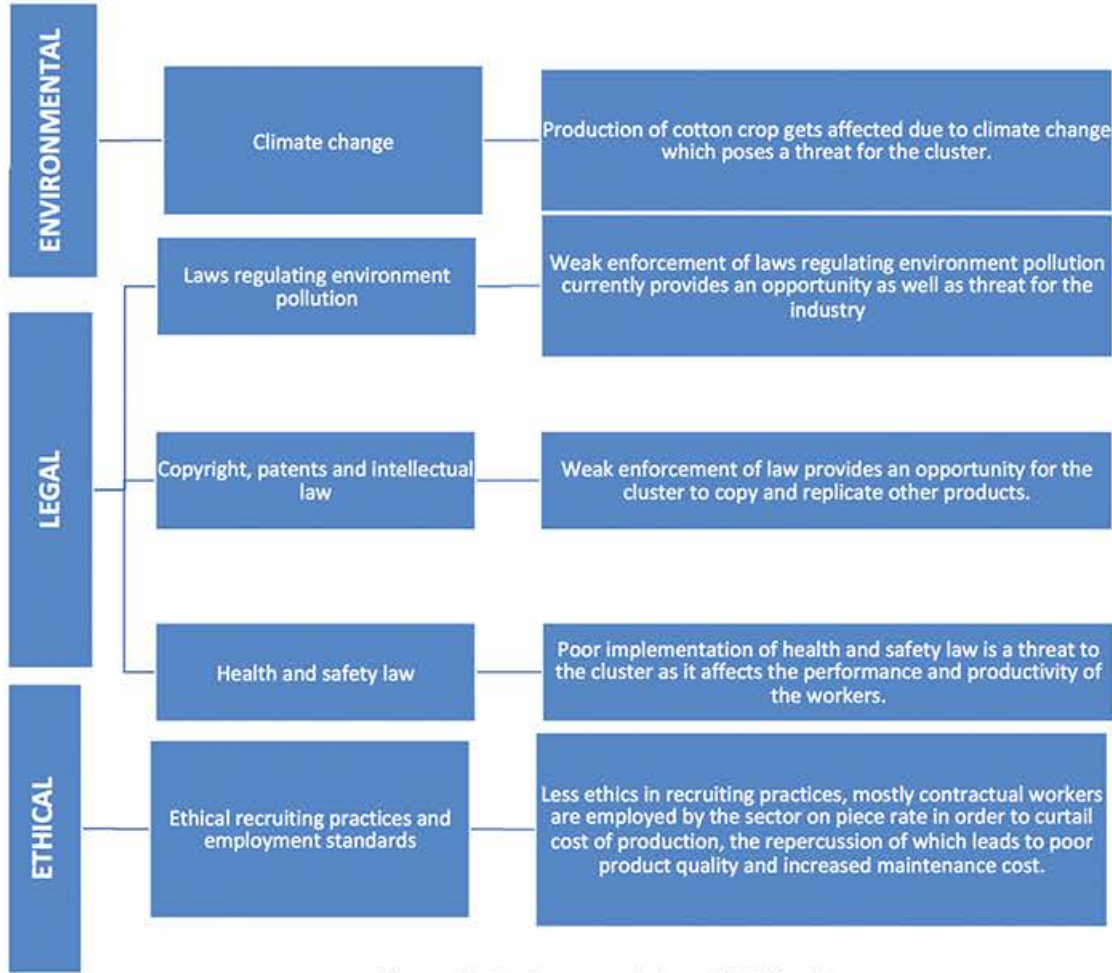 ENVIRONMENTAL
Climate change
Production of cotton crop gets affected due to climate change
which poses a threat for the cluster.
LEGAL
Laws regulating environment
pollution
Weak enforcement of laws regulating environment pollution
currently provides an opportunity as well as threat for the
industry
Copyright, patents and intellectual
law
Weak enforcement of law provides an opportunity for the
cluster to copy and replicate other products.
Health and safety law
Poor implementation of health and safety law is a threat to
the cluster as it affects the performance and productivity of
the workers.
ETHICAL
Ethical recruiting practices and
employment standards
Less ethics in recruiting practices, mostly contractual workers
are employed by the sector on piece rate in order to curtail
cost of production, the repercussion of which leads to poor
product quality and increased maintenance cost.